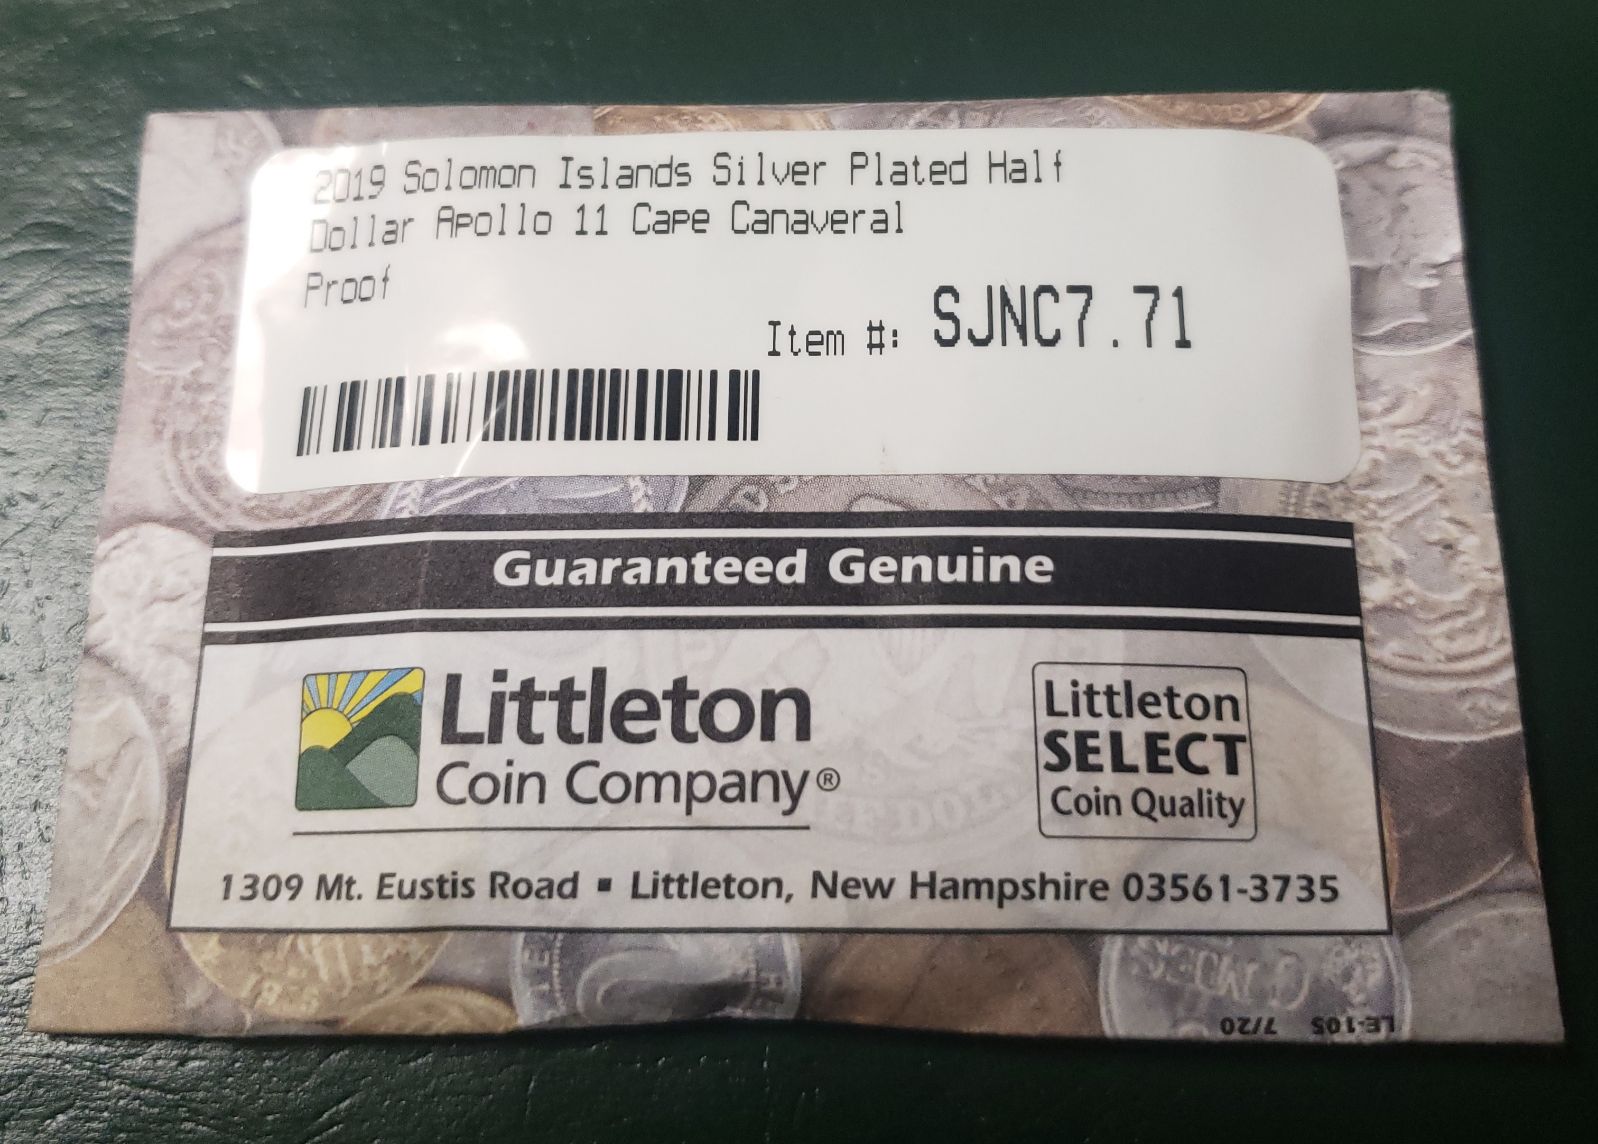 2019 Solomon Islands Silver Plated Half
Dollar Apollo 11 Cape Canaveral
Proof
Item #: SJNC7.71
Guaranteed Genuine
Littleton
Coin Company®
Littleton
SELECT
Coin Quality
1309 Mt. Eustis Road ▪ Littleton, New Hampshire 03561-3735
LE-105 7/20